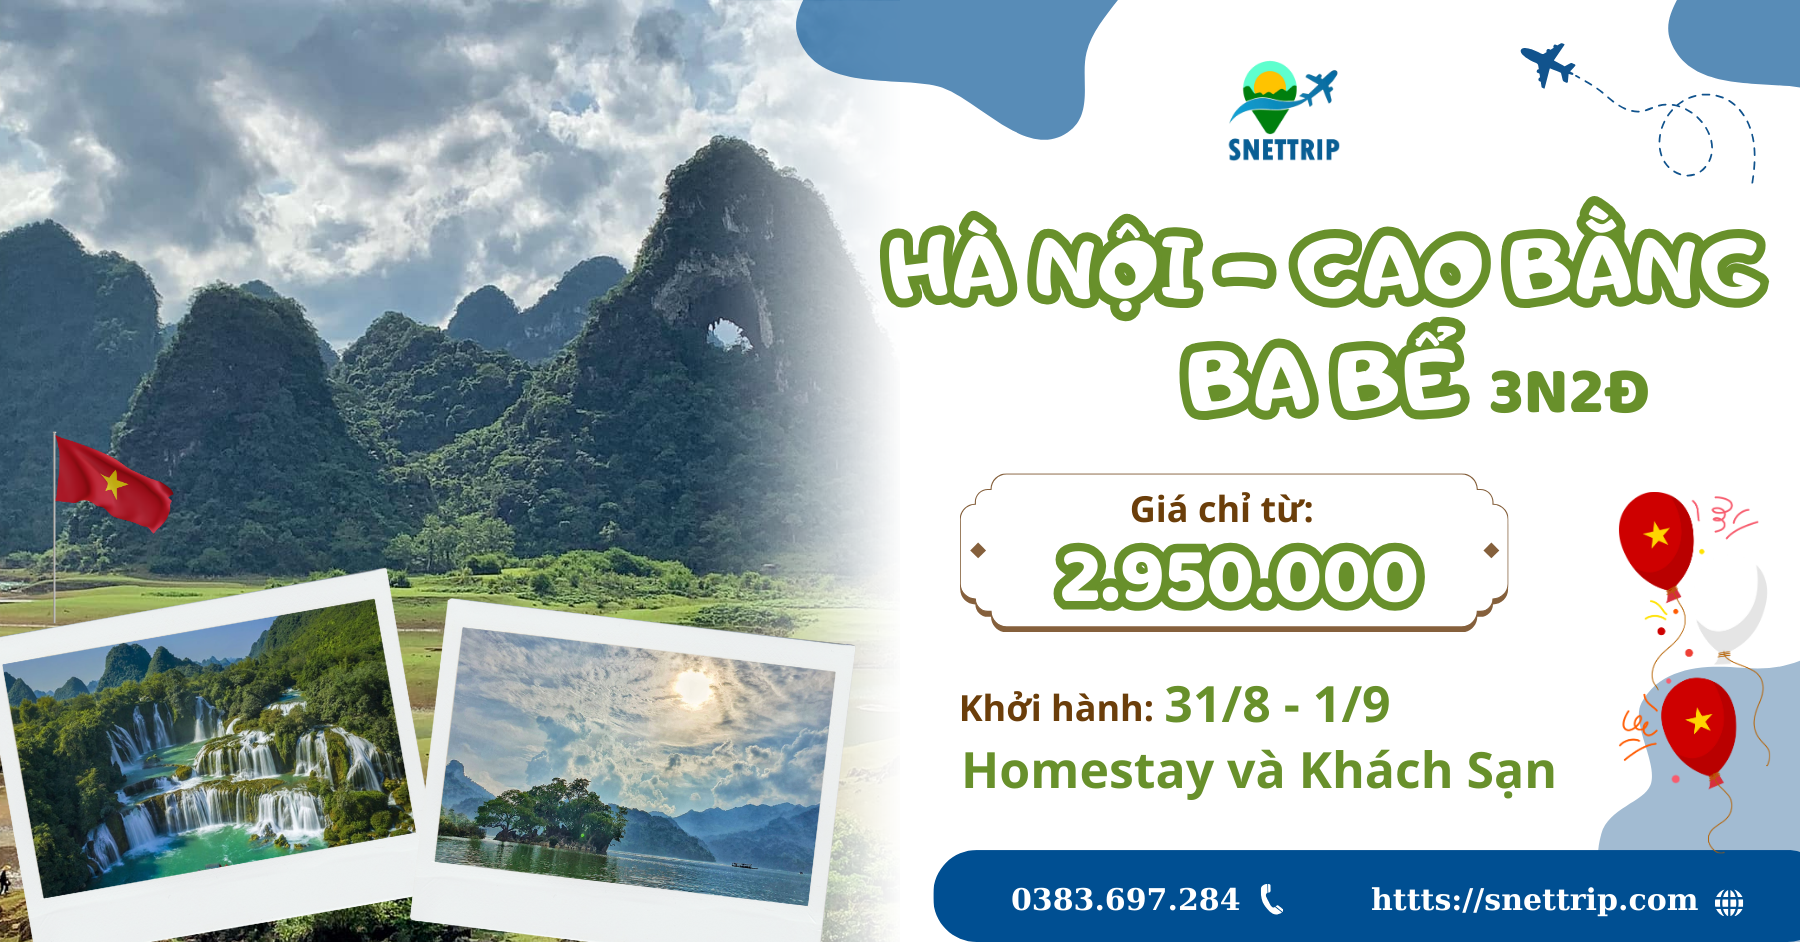 SNETTRIP
HÀ NỘI - CAO BẰNG
BA BỂ 3N2Đ
Giá chỉ từ:
2.950.000
Khởi hành: 31/8 - 1/9
Homestay và Khách Sạn
0383.697.284
httts://snettrip.com